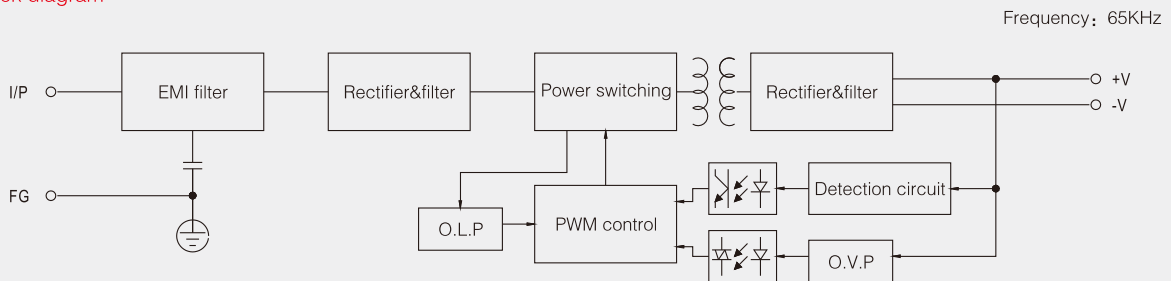 Frequency：65KHz
I/P
EMI filter
Rectifier&filter
Power switching
Rectifier&filter
+V
-V
FG
O.L.P
PWM control
Detection circuit
O.V.P